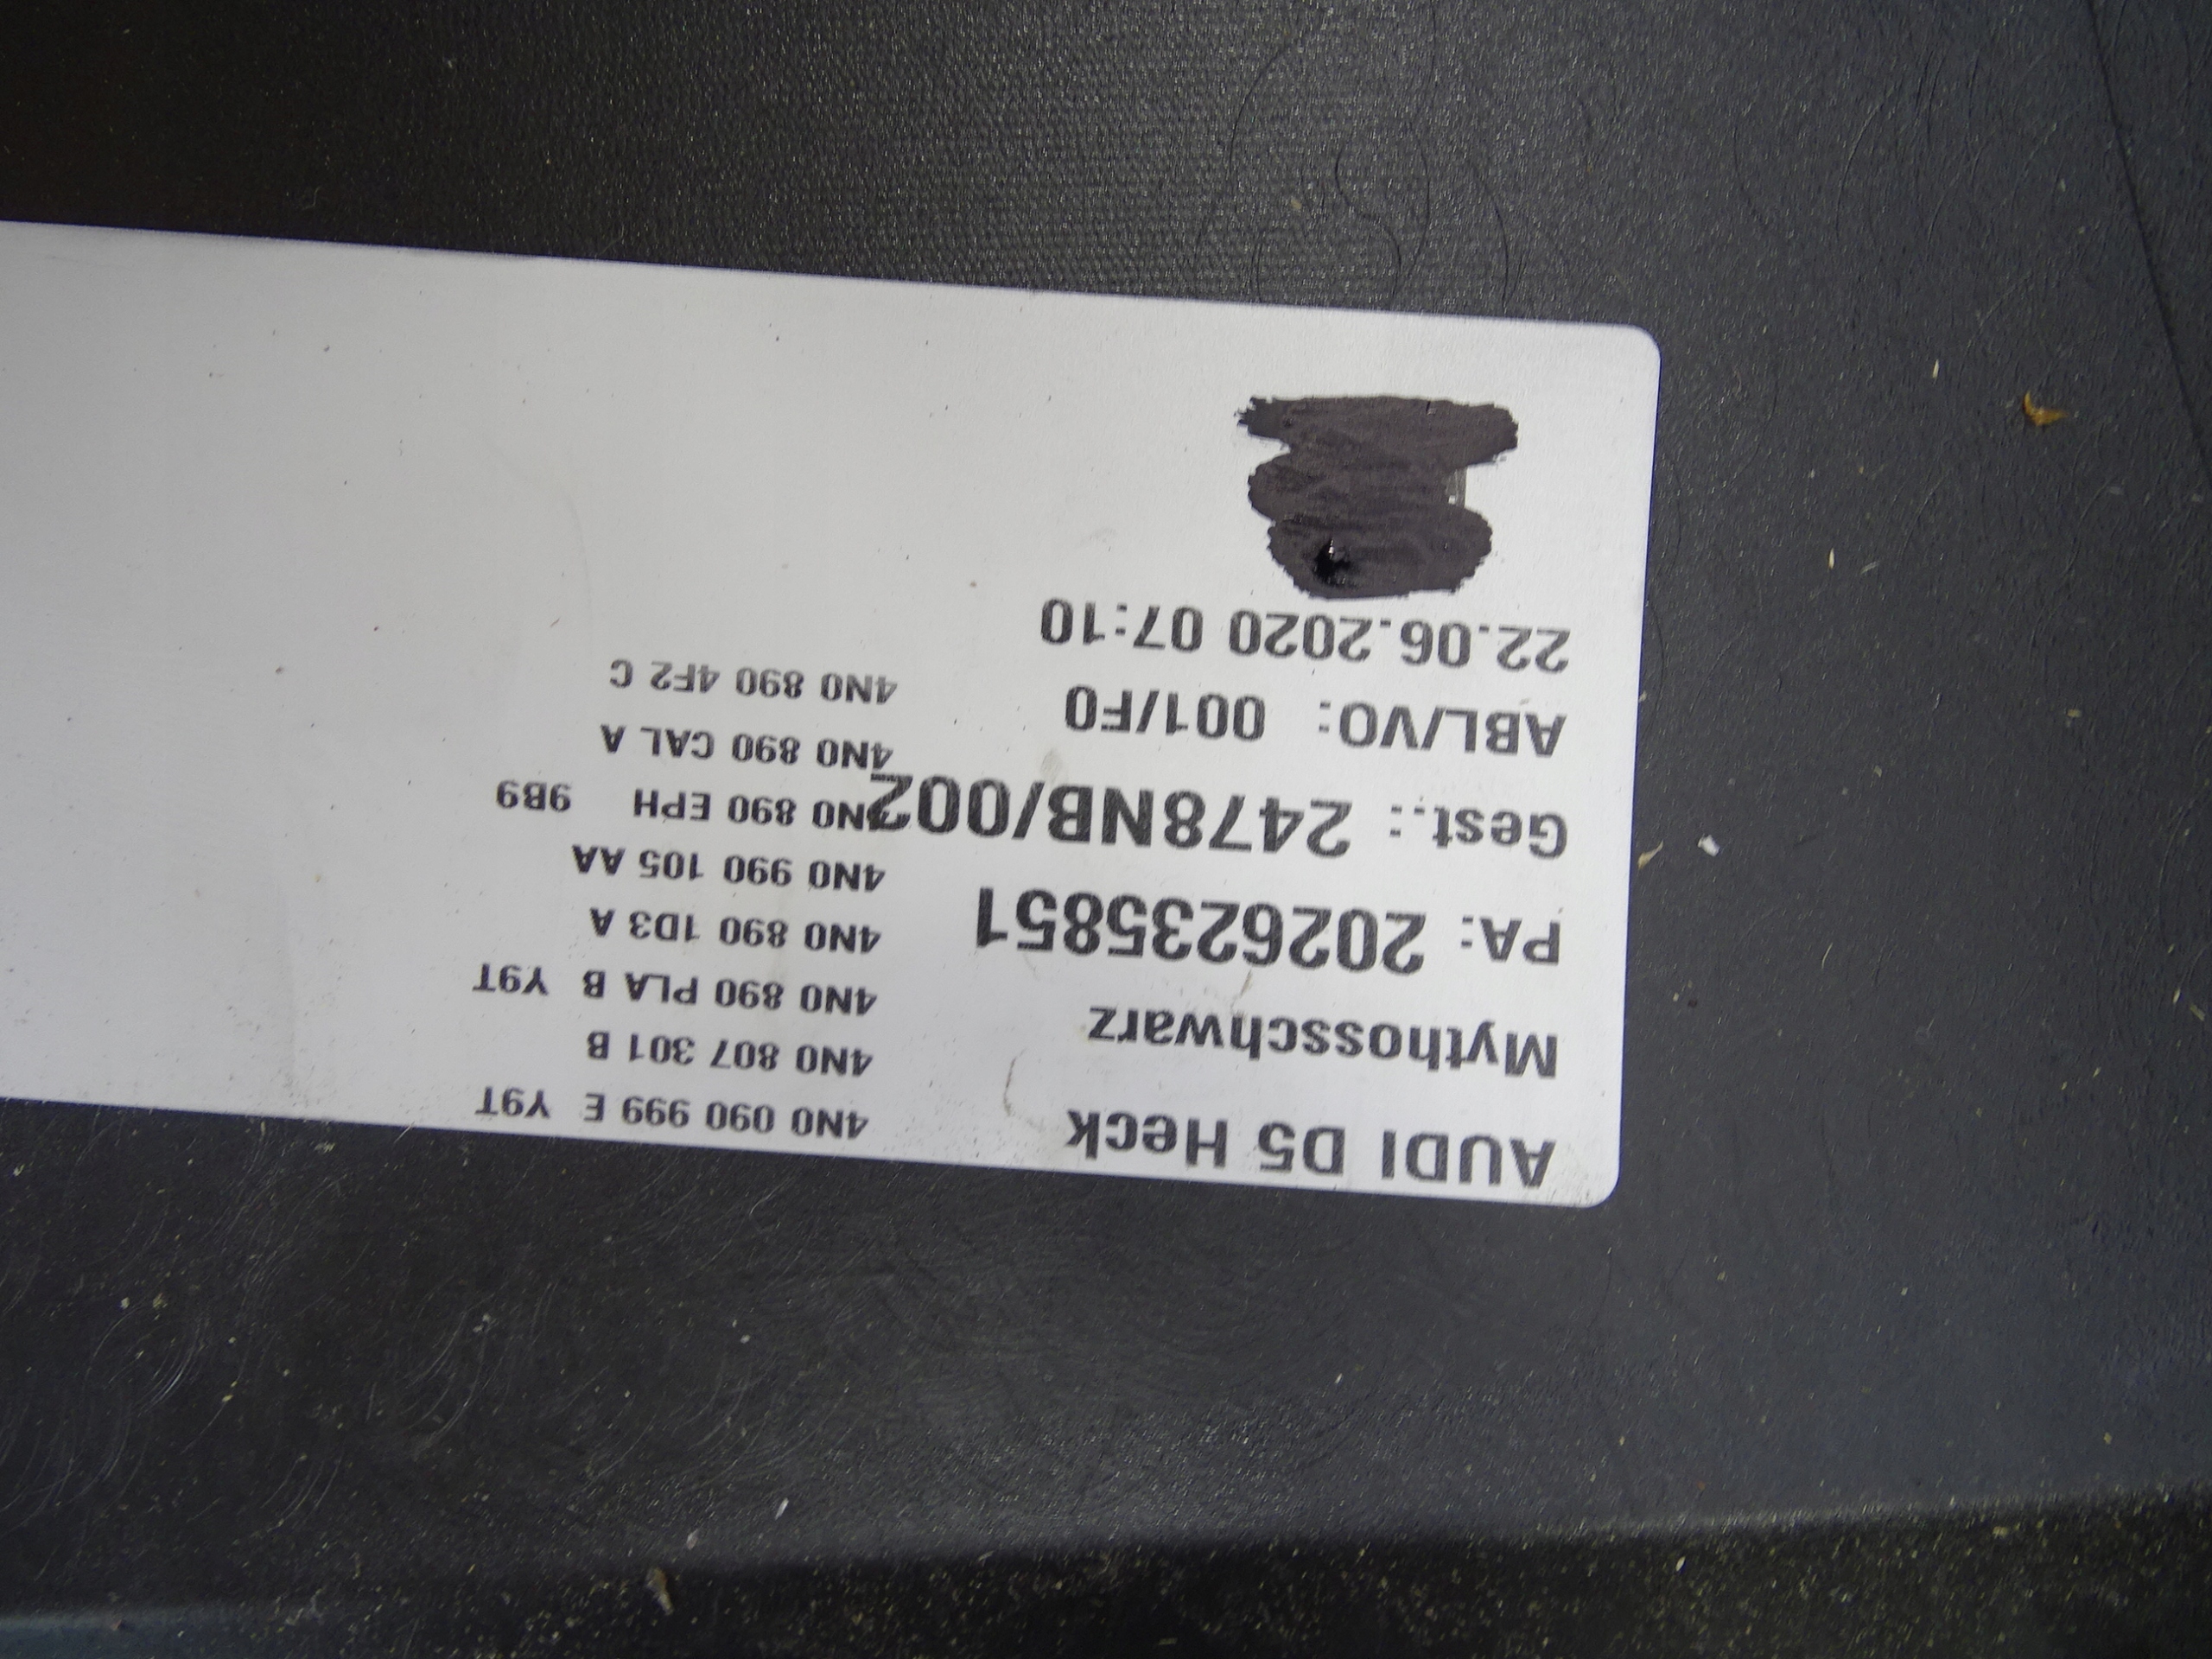 AUDI D5 Heck
Mythosschwarz
PA: 2026235851
Gest.: 2478NB/002
ABL/VO: 001/F0
22.06.2020 07:10
4N0 090 999 E Y9T
4N0 807 301 B
4N0 890 PLA B Y9T
4N0 890 1D3 A
4N0 990 105 AA
4N0 890 EPH 9B9
4N0 890 CAL A
4N0 890 4F2 C